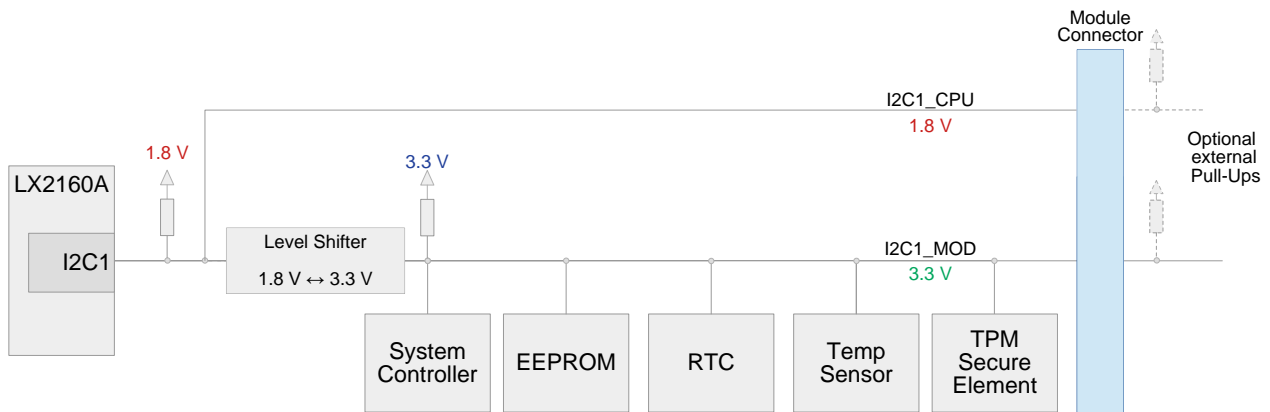 Module
Connector
I2C1_CPU
1.8 V
1.8 V
3.3 V
Optional
external
Pull-Ups
LX2160A
I2C1
Level Shifter
1.8 V ↔ 3.3 V
I2C1_MOD
3.3 V
System
Controller
EEPROM
RTC
Temp
Sensor
TPM
Secure
Element